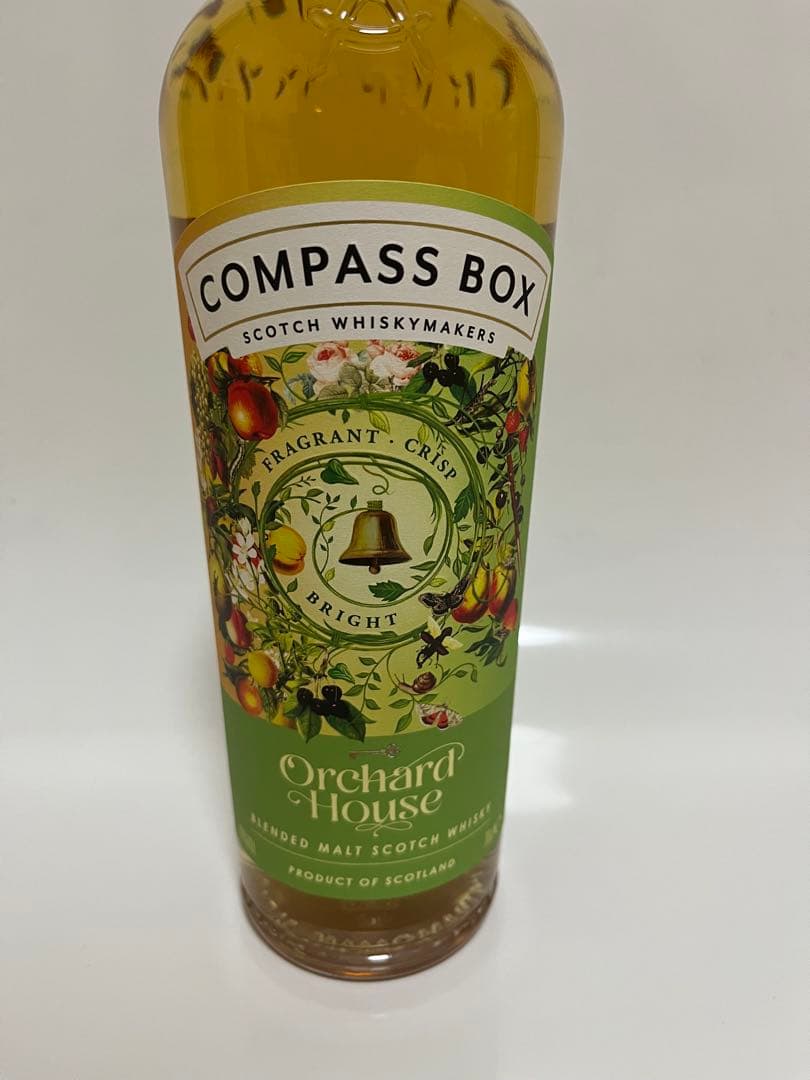 COMPASS BOX
SCOTCH WHISKYMAKERS
FRAGRANT · CRISP
BRIGHT
Orchard
House
BLENDED MALT SCOTCH WHISKY
PRODUCT OF SCOTLAND